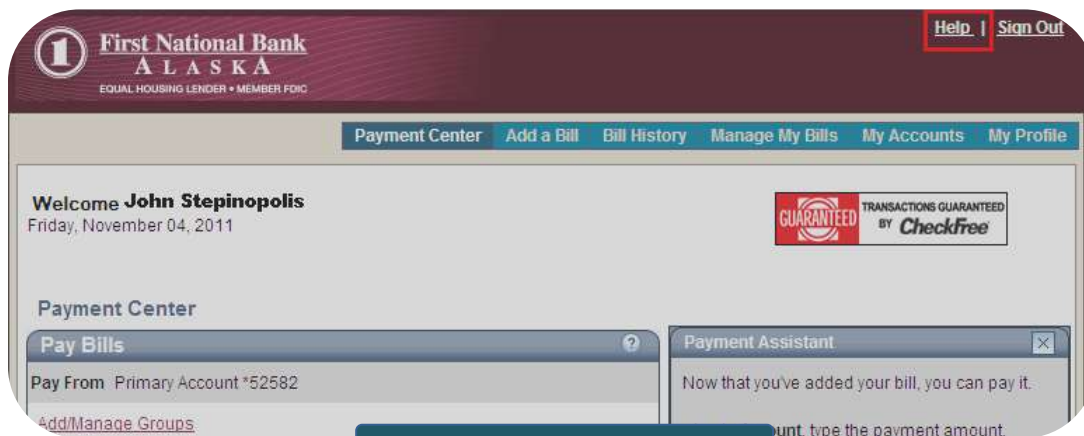 Help | Sign Out
1 First National Bank
ALASKA
EQUAL HOUSING LENDER • MEMBER FDIC
Payment Center Add a Bill Bill History Manage My Bills My Accounts My Profile
Welcome John Stepinopolis
Friday, November 04, 2011
GUARANTEED TRANSACTIONS GUARANTEED
BY CheckFree
Payment Center
Pay Bills ?
Payment Assistant
Pay From Primary Account *52582
Now that you've added your bill, you can pay it.
Add/Manage Groups
type the payment amount.